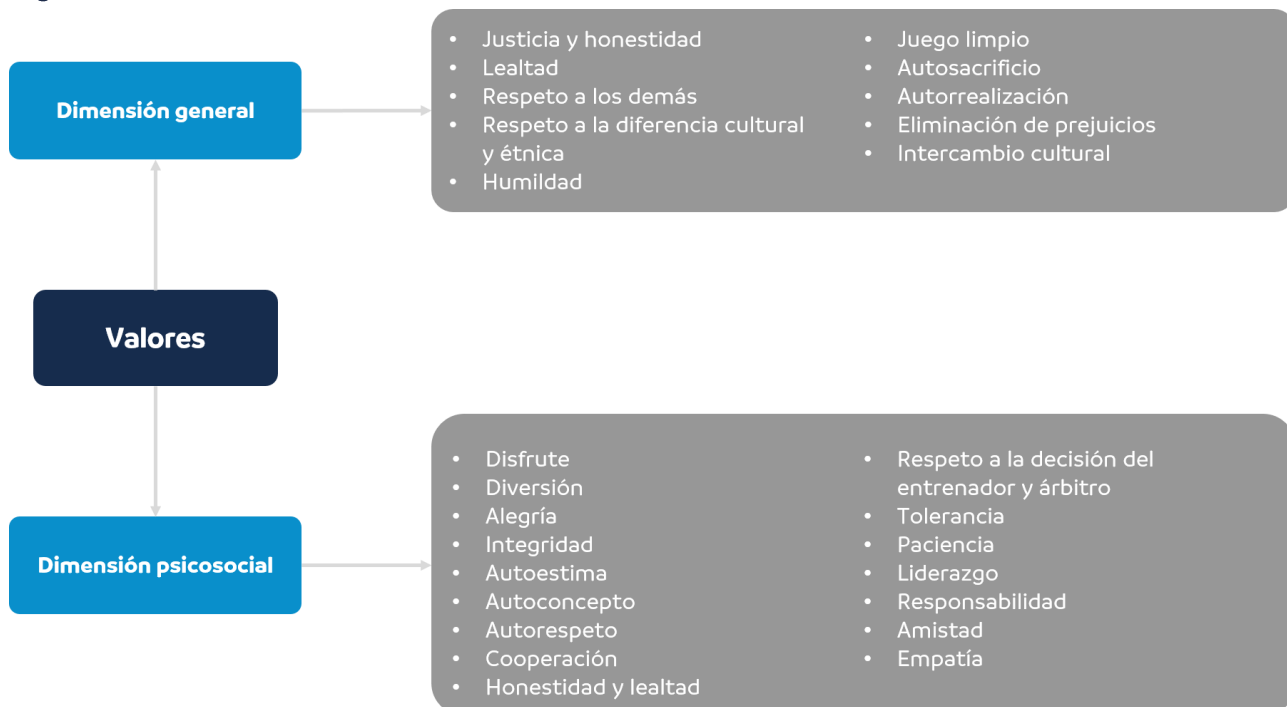 Dimensión general
• Justicia y honestidad
• Lealtad
• Respeto a los demás
• Respeto a la diferencia cultural
y étnica
• Humildad
• Juego limpio
• Autosacrificio
• Autorrealización
• Eliminación de prejuicios
• Intercambio cultural
Valores
Dimensión psicosocial
• Disfrute
• Diversión
• Alegría
• Integridad
• Autoestima
• Autoconcepto
• Autorespeto
• Cooperación
• Honestidad y lealtad
• Respeto a la decisión del
entrenador y árbitro
• Tolerancia
• Paciencia
• Liderazgo
• Responsabilidad
• Amistad
• Empatía